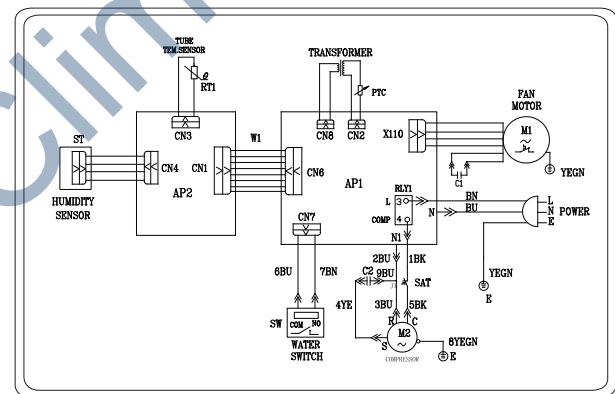 Clim
TUBE
TEM.SENSOR
RT1
TRANSFORMER
PTC
FAN
MOTOR
CN3
CN8
CN2
X110
M1
C1
YEGN
ST
HUMIDITY
SENSOR
CN4
AP2
CN1
W1
CN6
AP1
RLY1
L
3
COMP
4
N
N1
BN
BU
L
N
E
POWER
YEGN
E
CN7
6BU
7BN
SW
COM
NO
WATER
SWITCH
2BU
1BK
C2
9BU
SAT
4YE
3BU
5BK
R
C
S
M2
COMPRESSOR
8YEGN
E